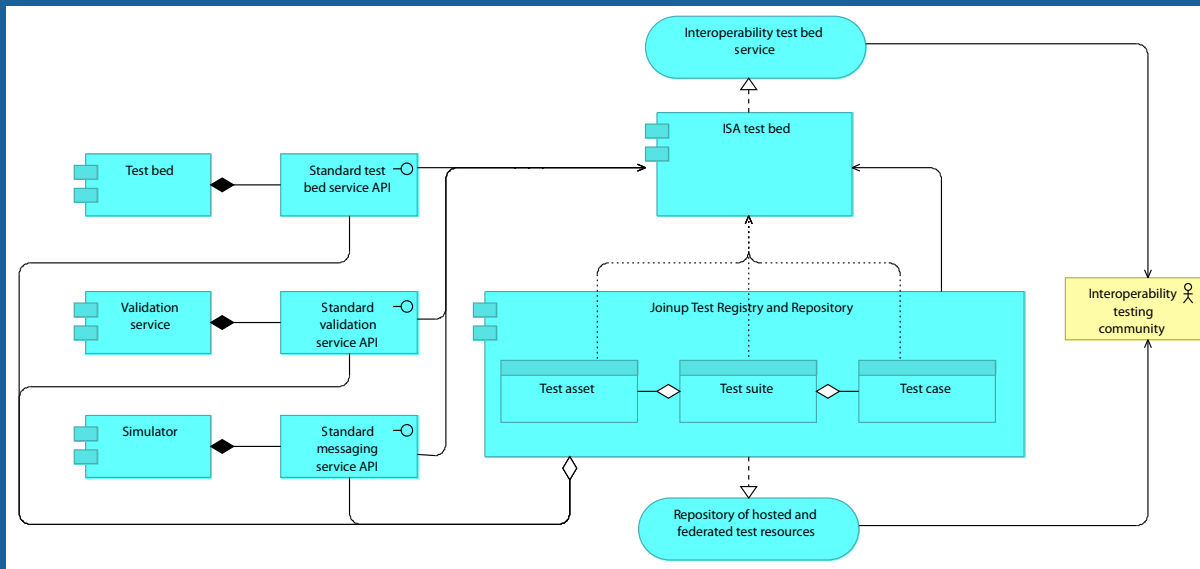 Interoperability test bed
service
ISA test bed
Test bed
Standard test
bed service API
Validation
service
Standard
validation
service API
Simulator
Standard
messaging
service API
Joinup Test Registry and Repository
Test asset
Test suite
Test case
Interoperability
testing
community
Repository of hosted and
federated test resources